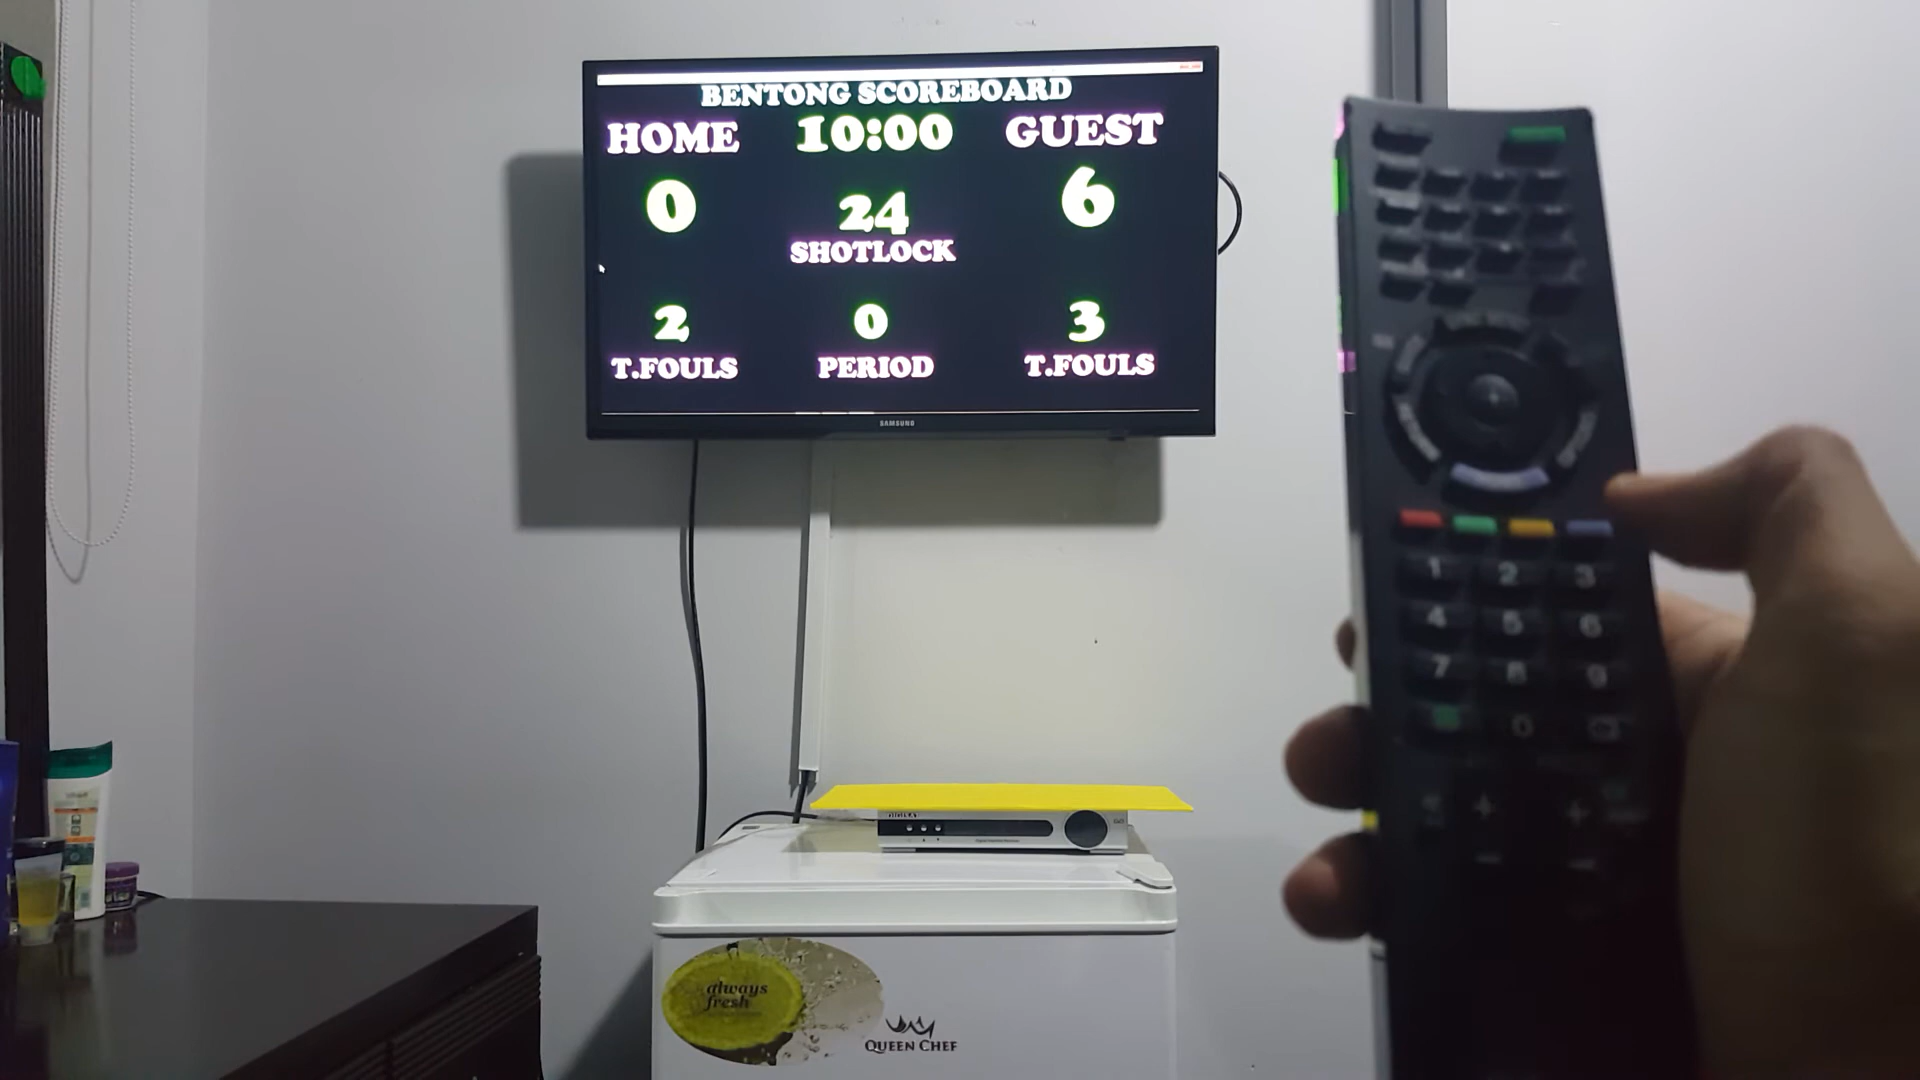 BENTONG SCOREBOARD
HOME 10:00 GUEST
0 24 6
SHOTLOCK
2 0 3
T.FOULS PERIOD T.FOULS
SAMSUNG
1 2 3
4 5 6
7 8 9
0
always
fresh
QUEEN CHEF